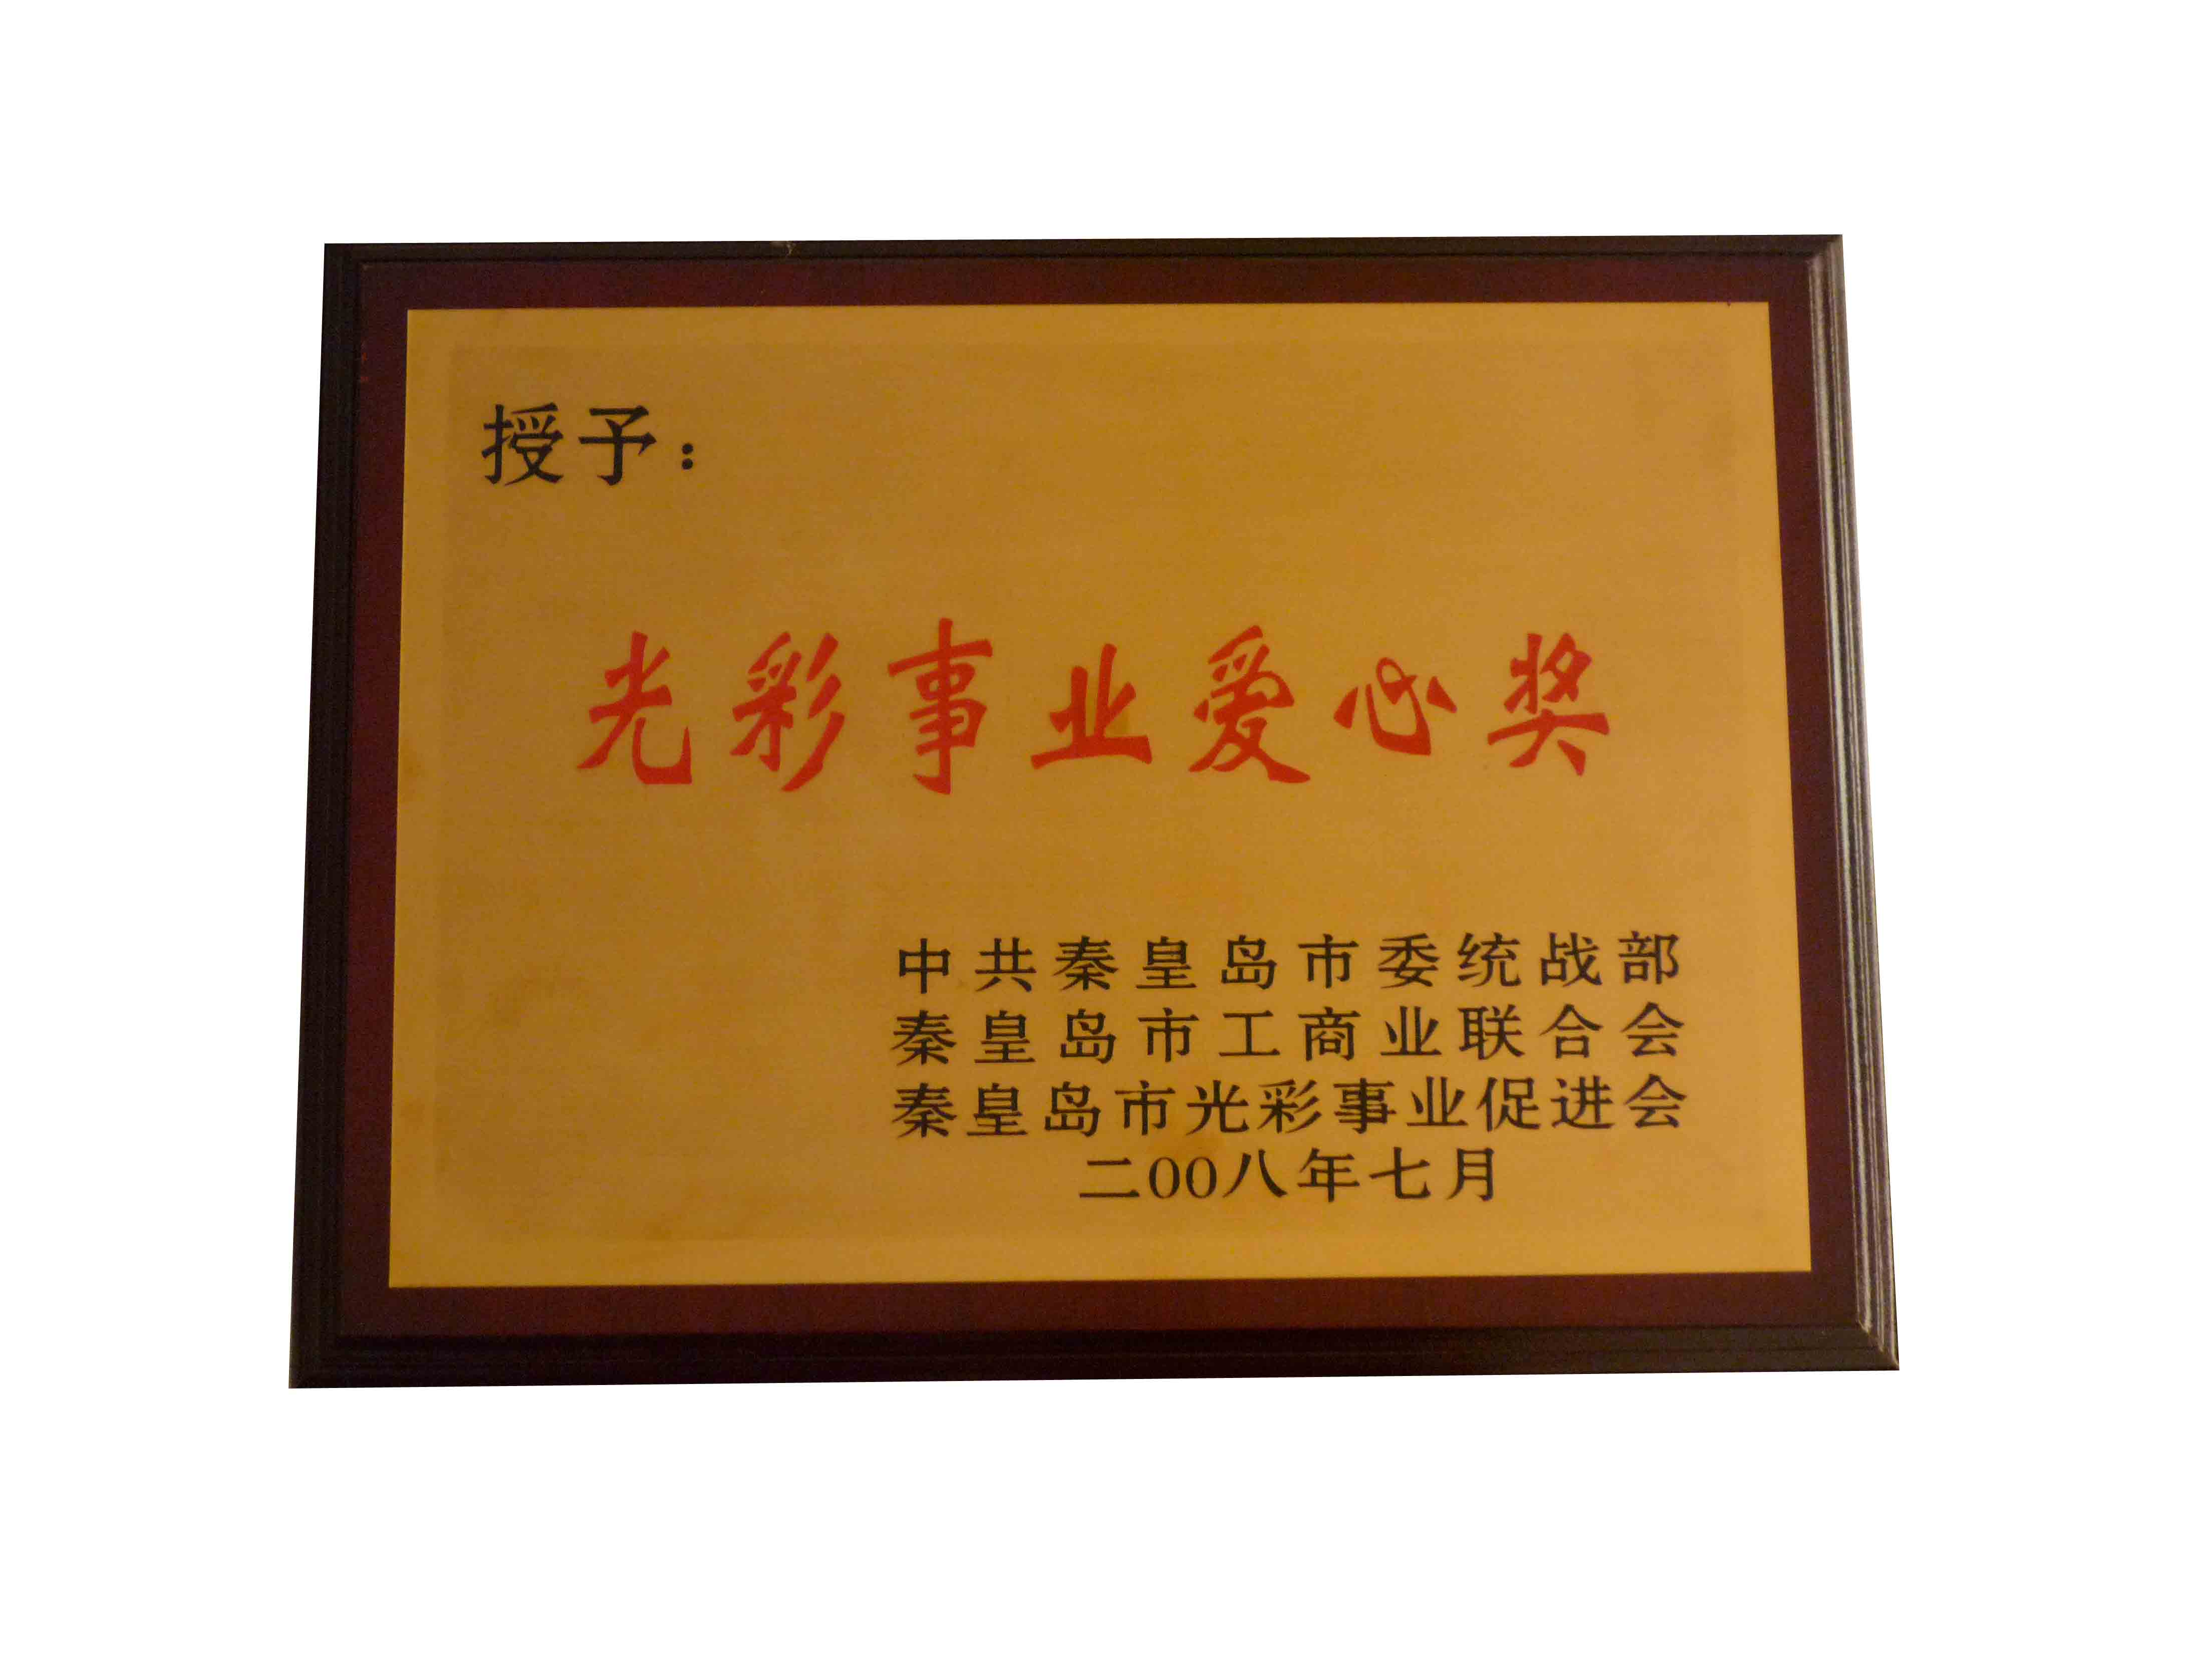 授予：
光彩事业爱心奖
中共秦皇岛市委统战部
秦皇岛市工商业联合会
秦皇岛市光彩事业促进会
二00八年七月